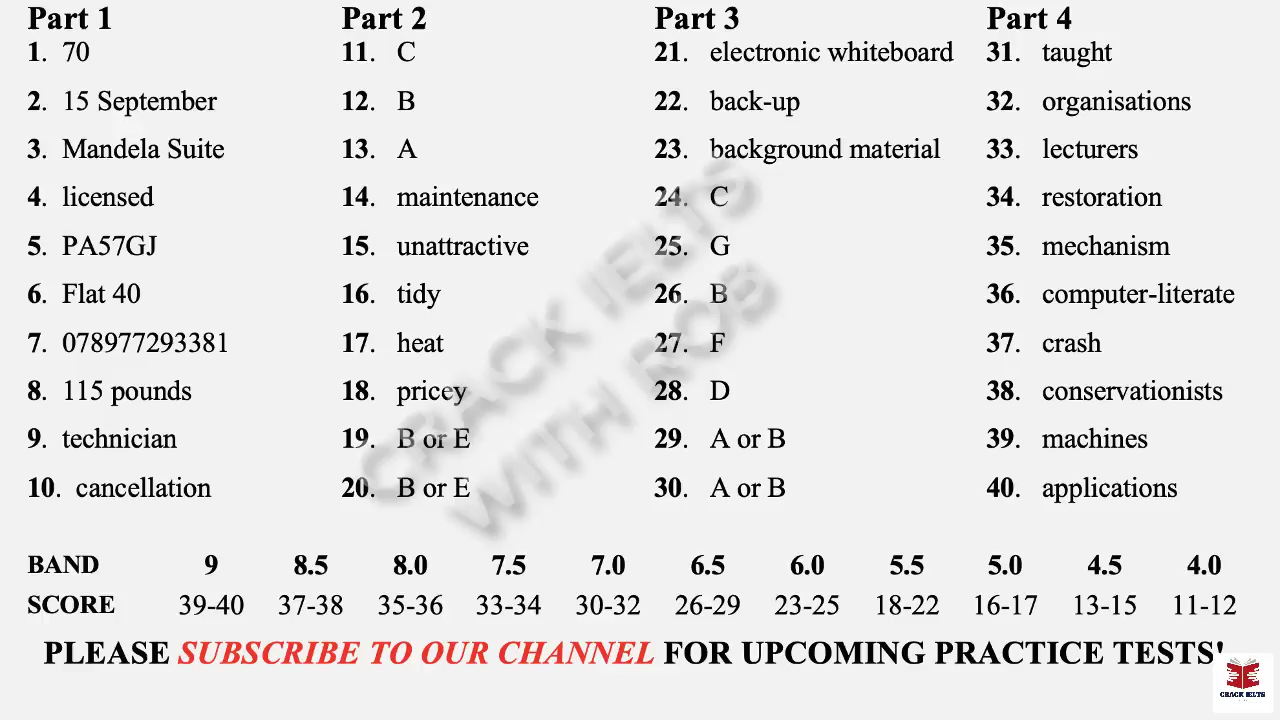 Part 1 Part 2 Part 3 Part 4
1. 70 11. C 21. electronic whiteboard 31. taught
2. 15 September 12. B 22. back-up 32. organisations
3. Mandela Suite 13. A 23. background material 33. lecturers
4. licensed 14. maintenance 24. C 34. restoration
5. PA57GJ 15. unattractive 25. G 35. mechanism
6. Flat 40 16. tidy 26. B 36. computer-literate
7. 078977293381 17. heat 27. F 37. crash
8. 115 pounds 18. pricey 28. D 38. conservationists
9. technician 19. B or E 29. A or B 39. machines
10. cancellation 20. B or E 30. A or B 40. applications
CRACK IELTS
WITH ROB
BAND 9 8.5 8.0 7.5 7.0 6.5 6.0 5.5 5.0 4.5 4.0
SCORE 39-40 37-38 35-36 33-34 30-32 26-29 23-25 18-22 16-17 13-15 11-12
PLEASE SUBSCRIBE TO OUR CHANNEL FOR UPCOMING PRACTICE TESTS!
CRACK IELTS